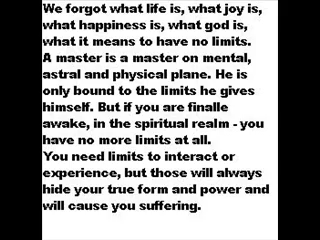 We forgot what life is, what joy is,
what happiness is, what god is,
what it means to have no limits.
A master is a master on mental,
astral and physical plane. He is
only bound to the limits he gives
himself. But if you are finalle
awake, in the spiritual realm - you
have no more limits at all.
You need limits to interact or
experience, but those will always
hide your true form and power and
will cause you suffering.